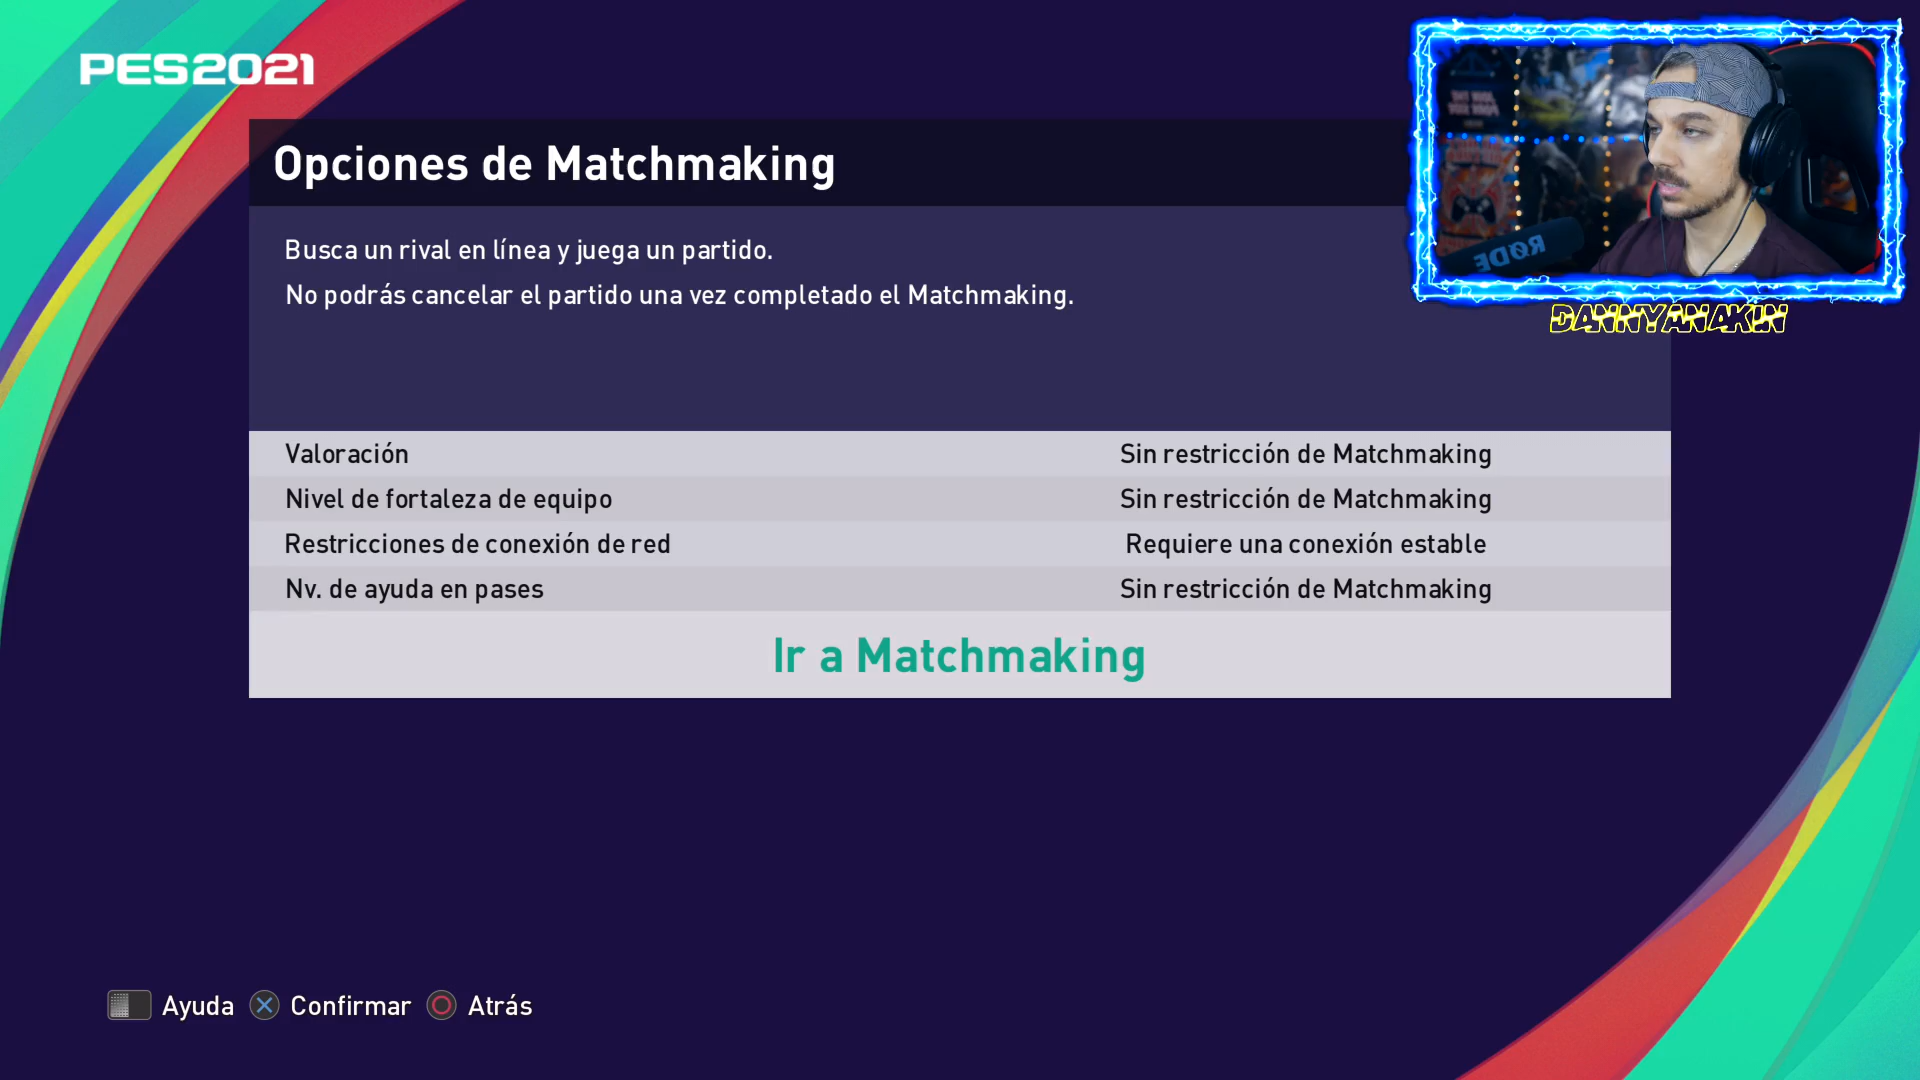 PES2021
Opciones de Matchmaking
Busca un rival en línea y juega un partido.
No podrás cancelar el partido una vez completado el Matchmaking.
RØDE
DANNYANAKIN
Valoración Sin restricción de Matchmaking
Nivel de fortaleza de equipo Sin restricción de Matchmaking
Restricciones de conexión de red Requiere una conexión estable
Nv. de ayuda en pases Sin restricción de Matchmaking
Ir a Matchmaking
Ayuda Confirmar Atrás